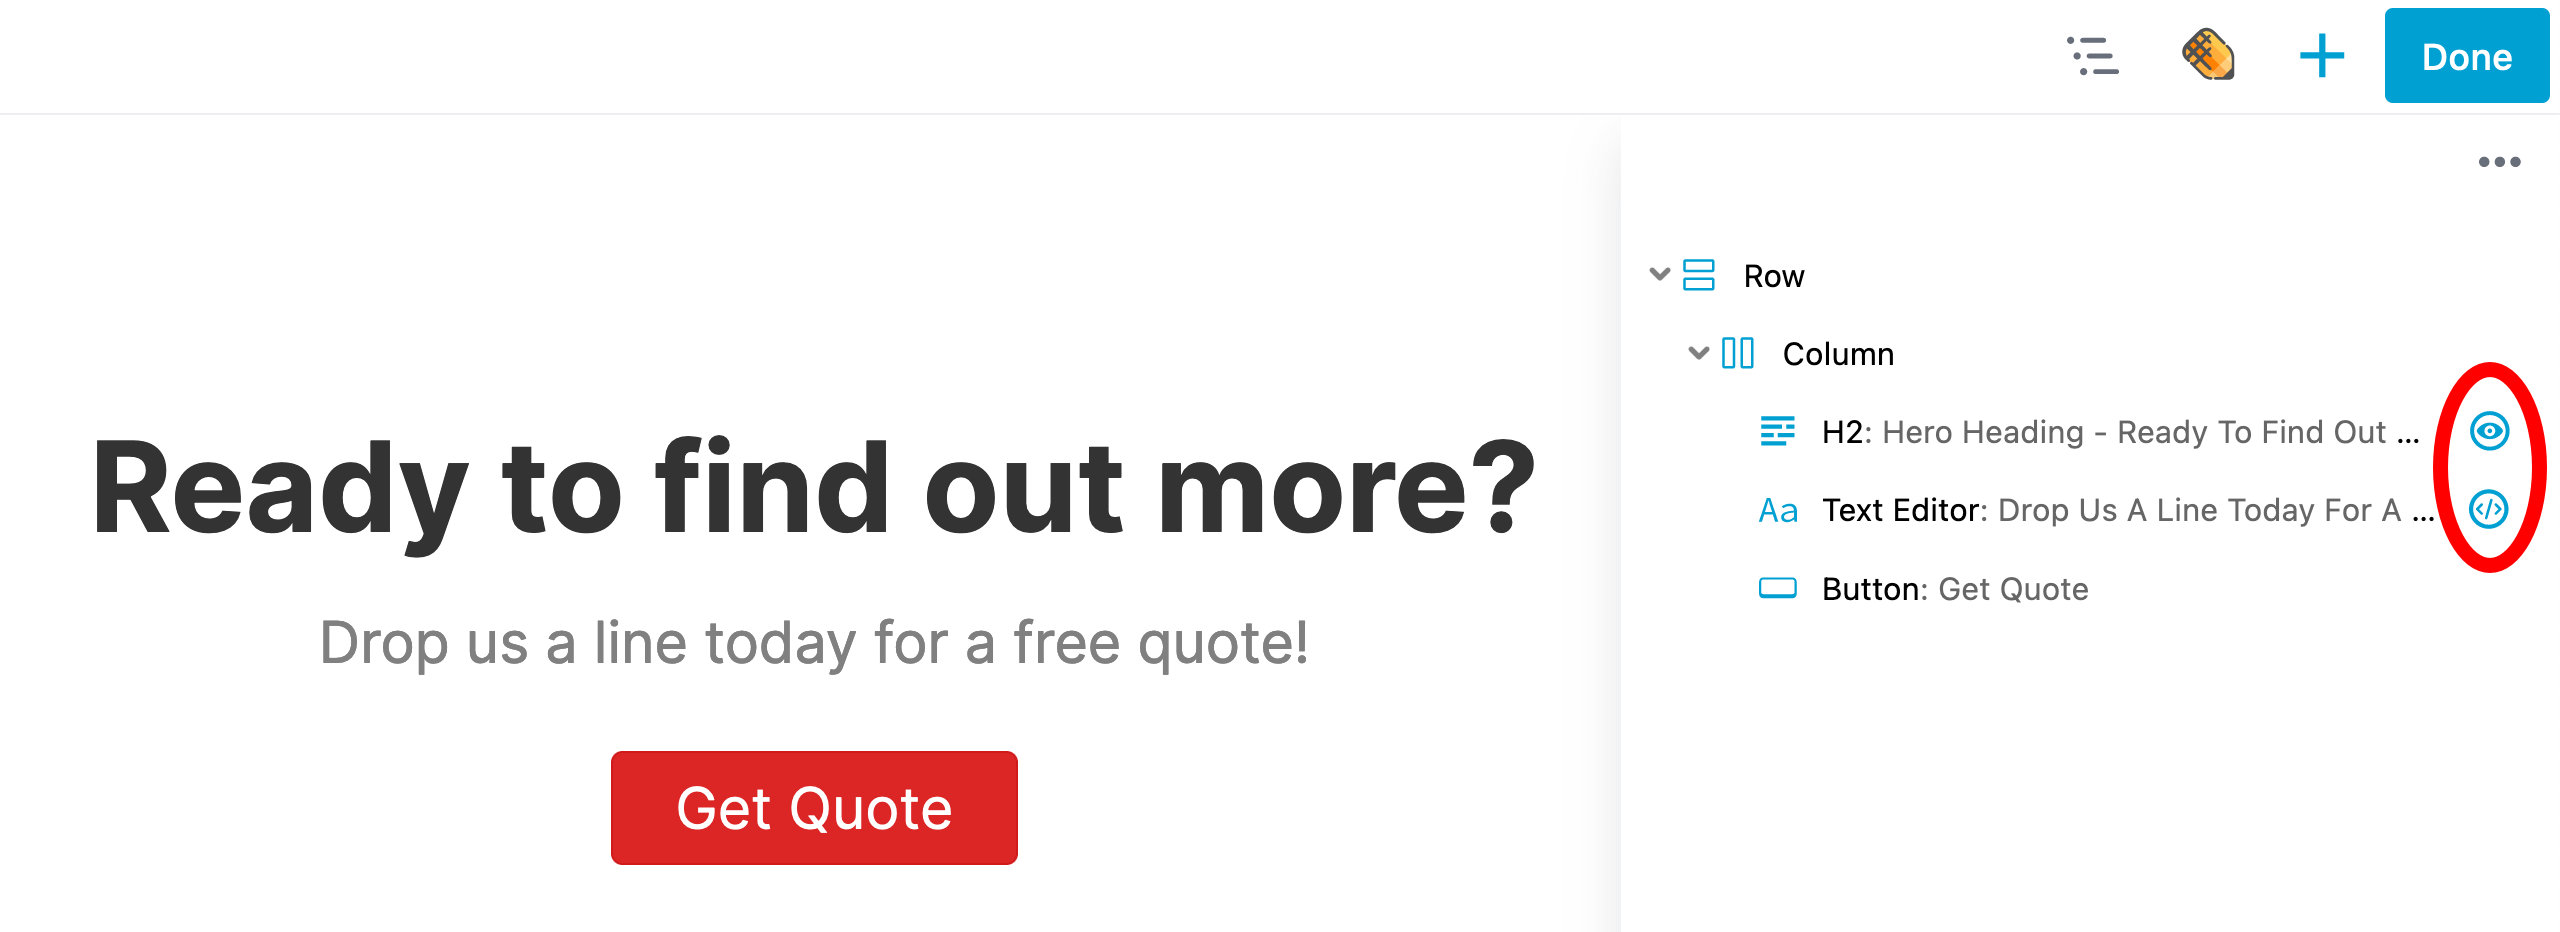 Done
Ready to find out more?
Drop us a line today for a free quote!
Get Quote
Row
Column
H2: Hero Heading - Ready To Find Out ...
Aa Text Editor: Drop Us A Line Today For A ...
Button: Get Quote